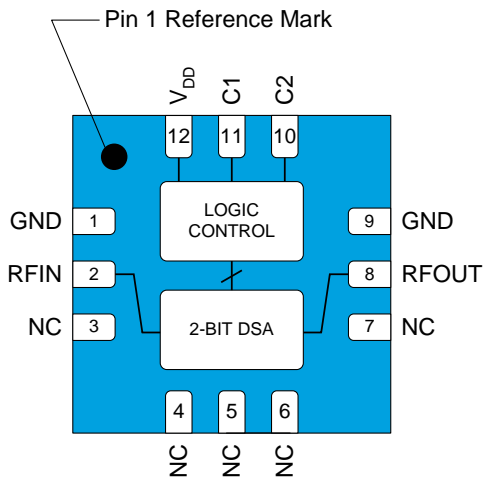 Pin 1 Reference Mark
VDD C1 C2
12 11 10
LOGIC
CONTROL
GND 1 9 GND
RFIN 2 8 RFOUT
2-BIT DSA
NC 3 7 NC
4 5 6
NC NC NC